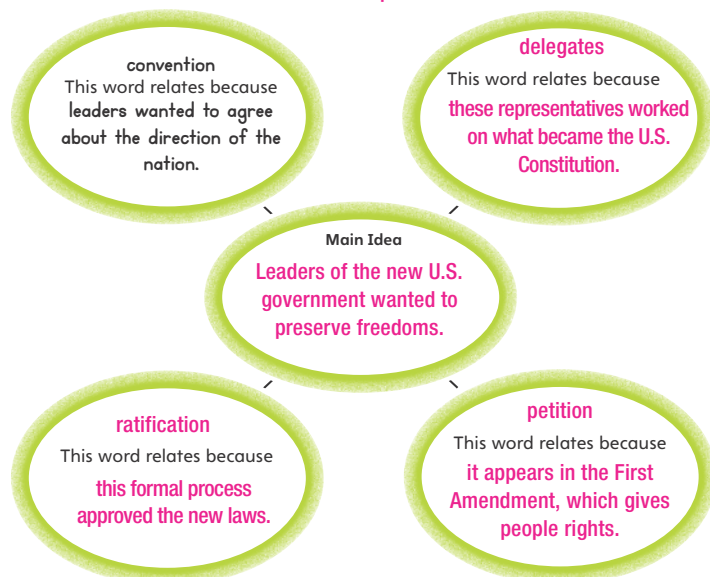 convention
This word relates because
leaders wanted to agree
about the direction of the
nation.
delegates
This word relates because
these representatives worked
on what became the U.S.
Constitution.
Main Idea
Leaders of the new U.S.
government wanted to
preserve freedoms.
ratification
This word relates because
this formal process
approved the new laws.
petition
This word relates because
it appears in the First
Amendment, which gives
people rights.